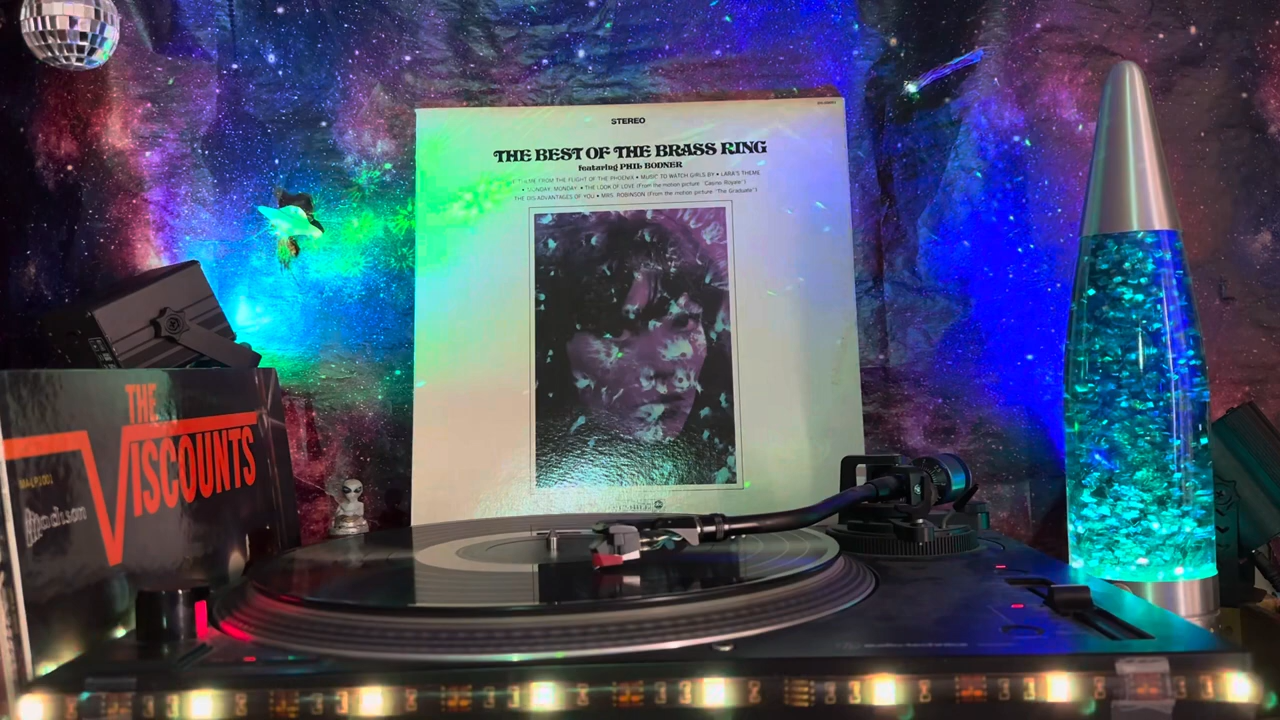 STEREO
THE BEST OF THE BRASS RING
featuring PHIL BODNER
THEME FROM THE FLIGHT OF THE PHOENIX • MUSIC TO WATCH GIRLS BY • LARA'S THEME
• SUNDAY, MONDAY • THE LOOK OF LOVE (From the motion picture "Casino Royale")
THE DIS-ADVANTAGES OF YOU • MRS. ROBINSON (From the motion picture "The Graduate")
THE
VISCOUNTS
Madison